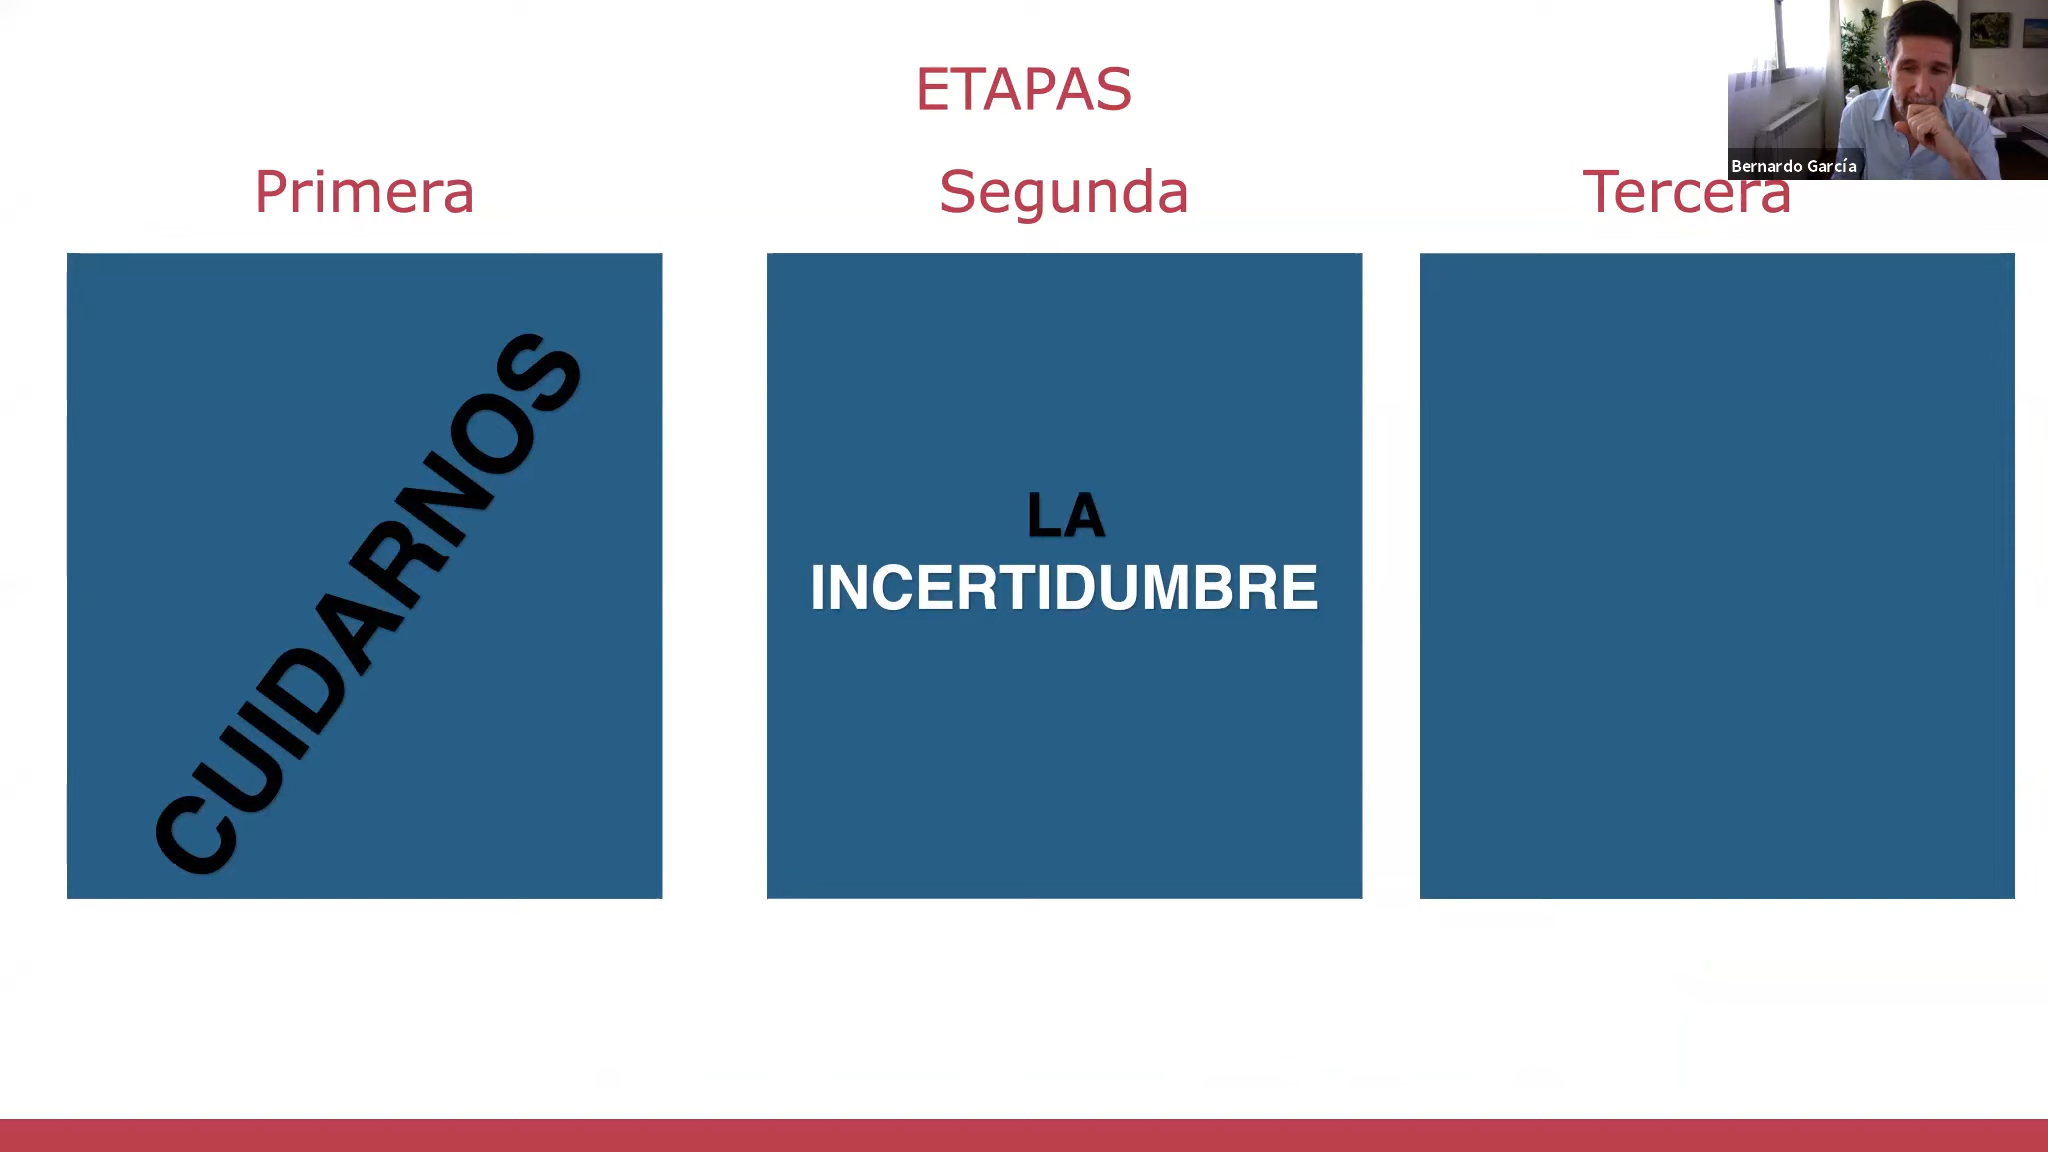 ETAPAS
Primera
Segunda
Tercera
CUIDARNOS
LA
INCERTIDUMBRE
Bernardo García